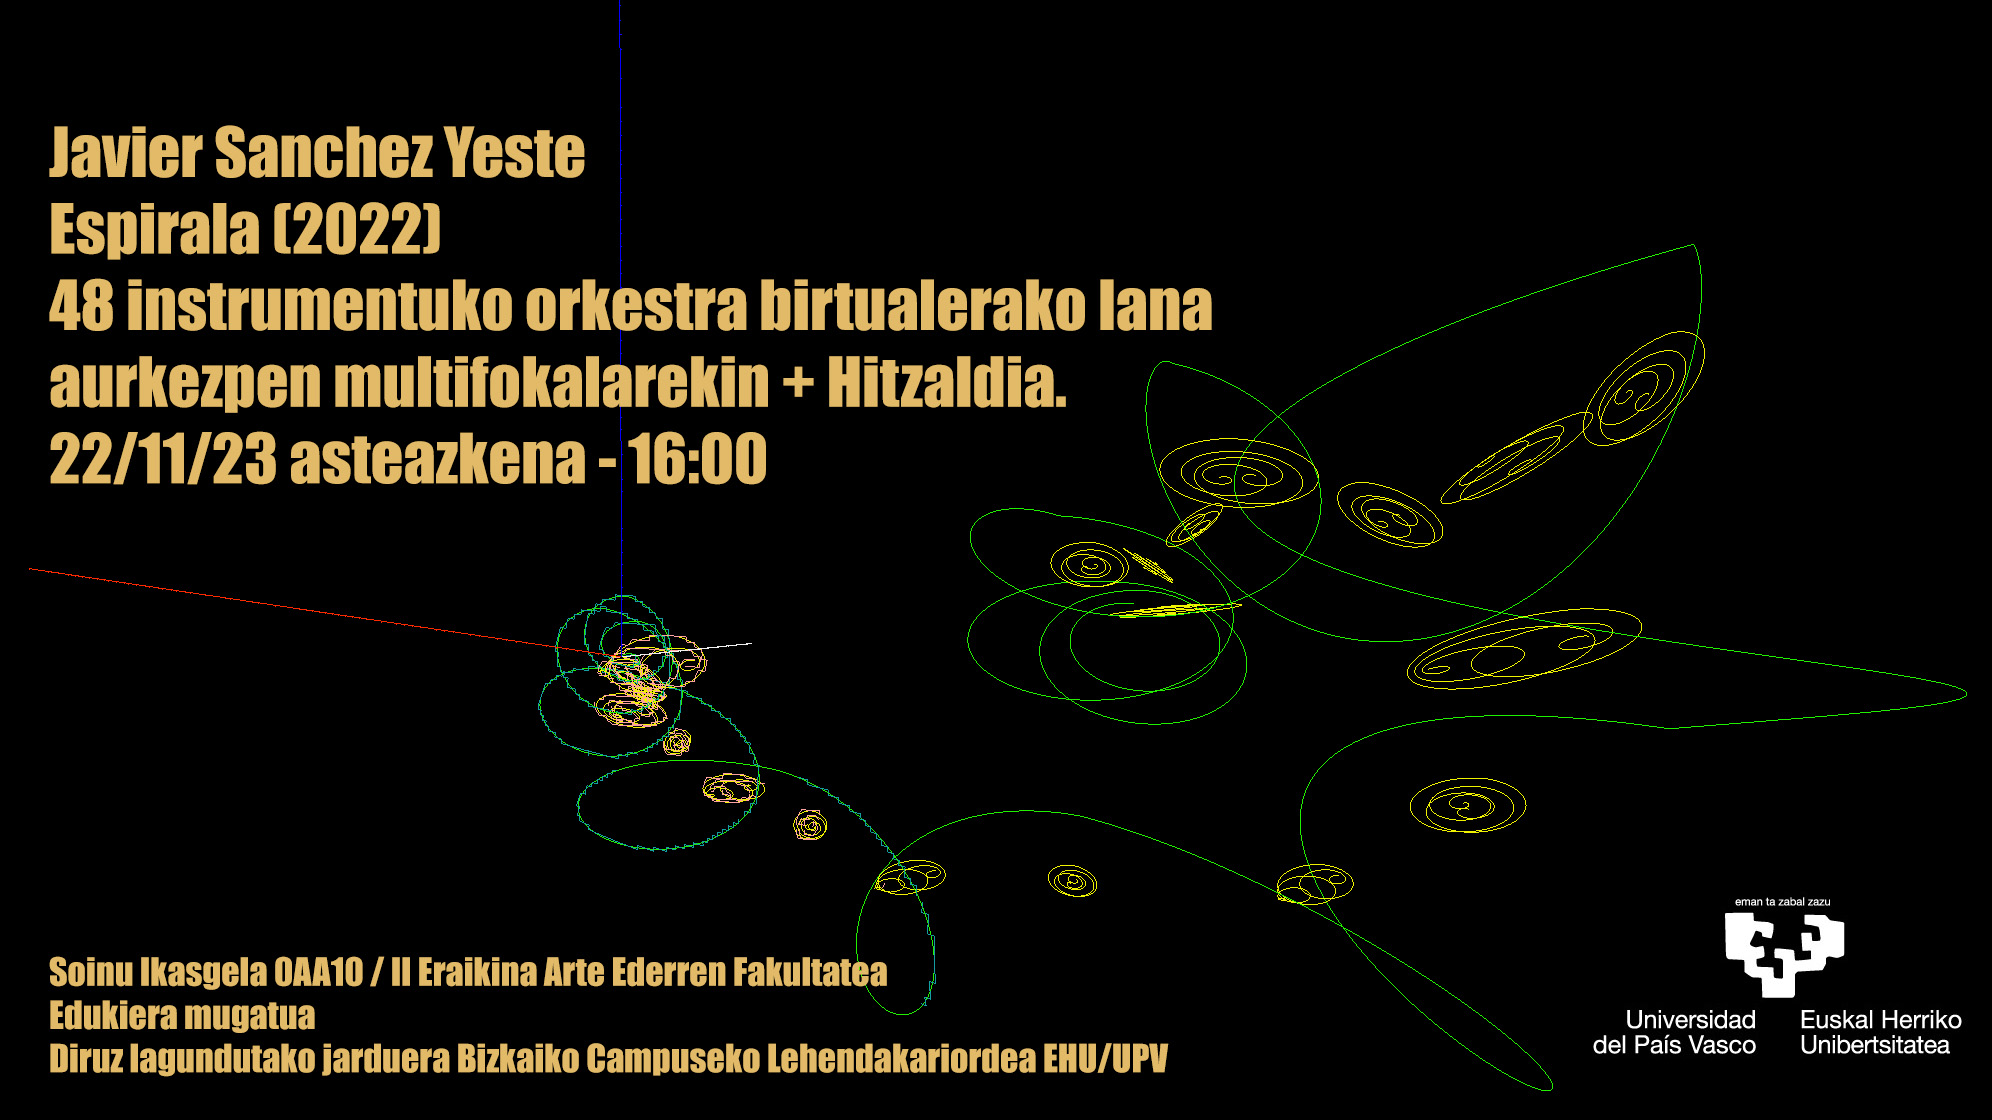 Javier Sanchez Yeste
Espirala (2022)
48 instrumentuko orkestra birtualerako lana
aurkezpen multifokalarekin + Hitzaldia.
22/11/23 asteazkena - 16:00
Soinu Ikasgela 0AA10 / II Eraikina Arte Ederren Fakultatea
Edukiera mugatua
Diruz lagundutako jarduera Bizkaiko Campuseko Lehendakariordea EHU/UPV
eman ta zabal zazu
Universidad
del País Vasco
Euskal Herriko
Unibertsitatea